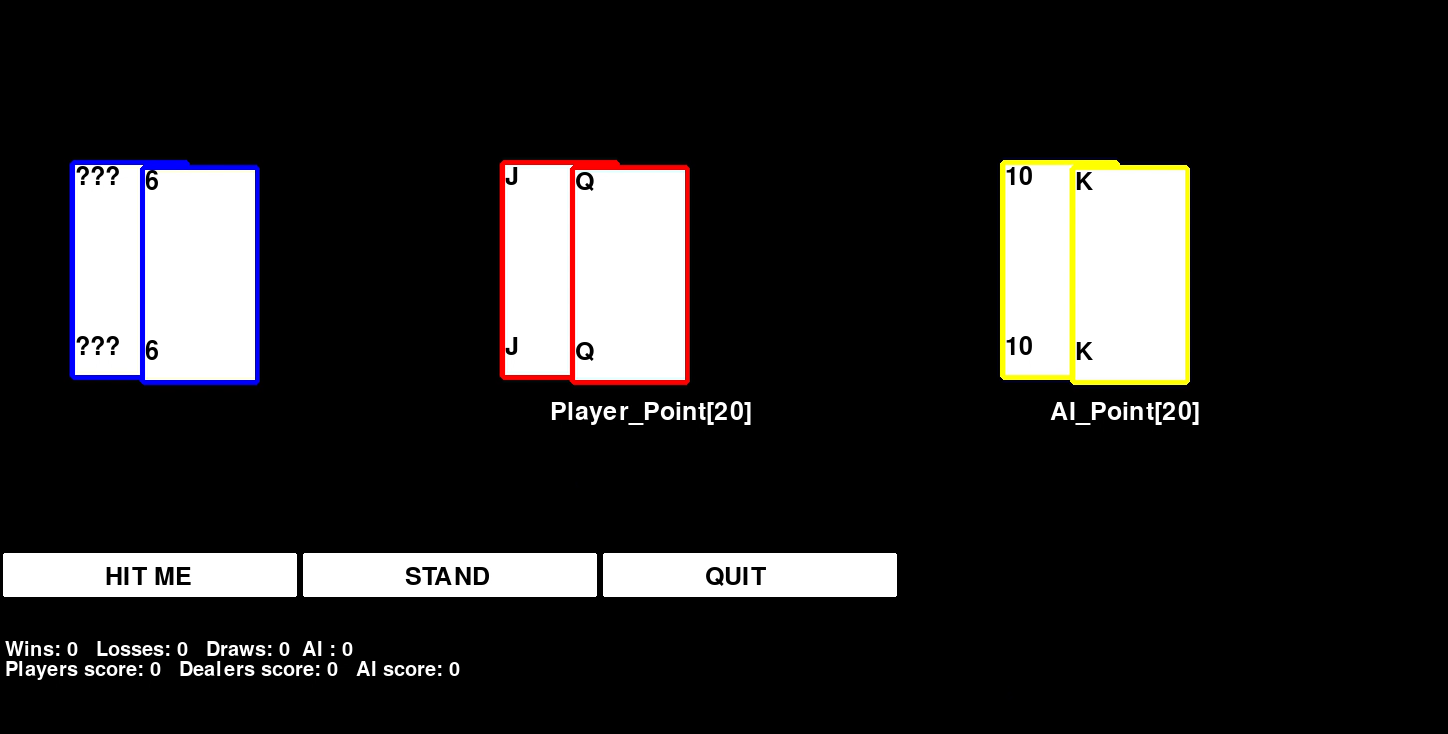 ??? 6 J Q 10 K
??? 6 J Q 10 K
Player_Point[20] AI_Point[20]
HIT ME STAND QUIT
Wins: 0 Losses: 0 Draws: 0 AI : 0
Players score: 0 Dealers score: 0 AI score: 0